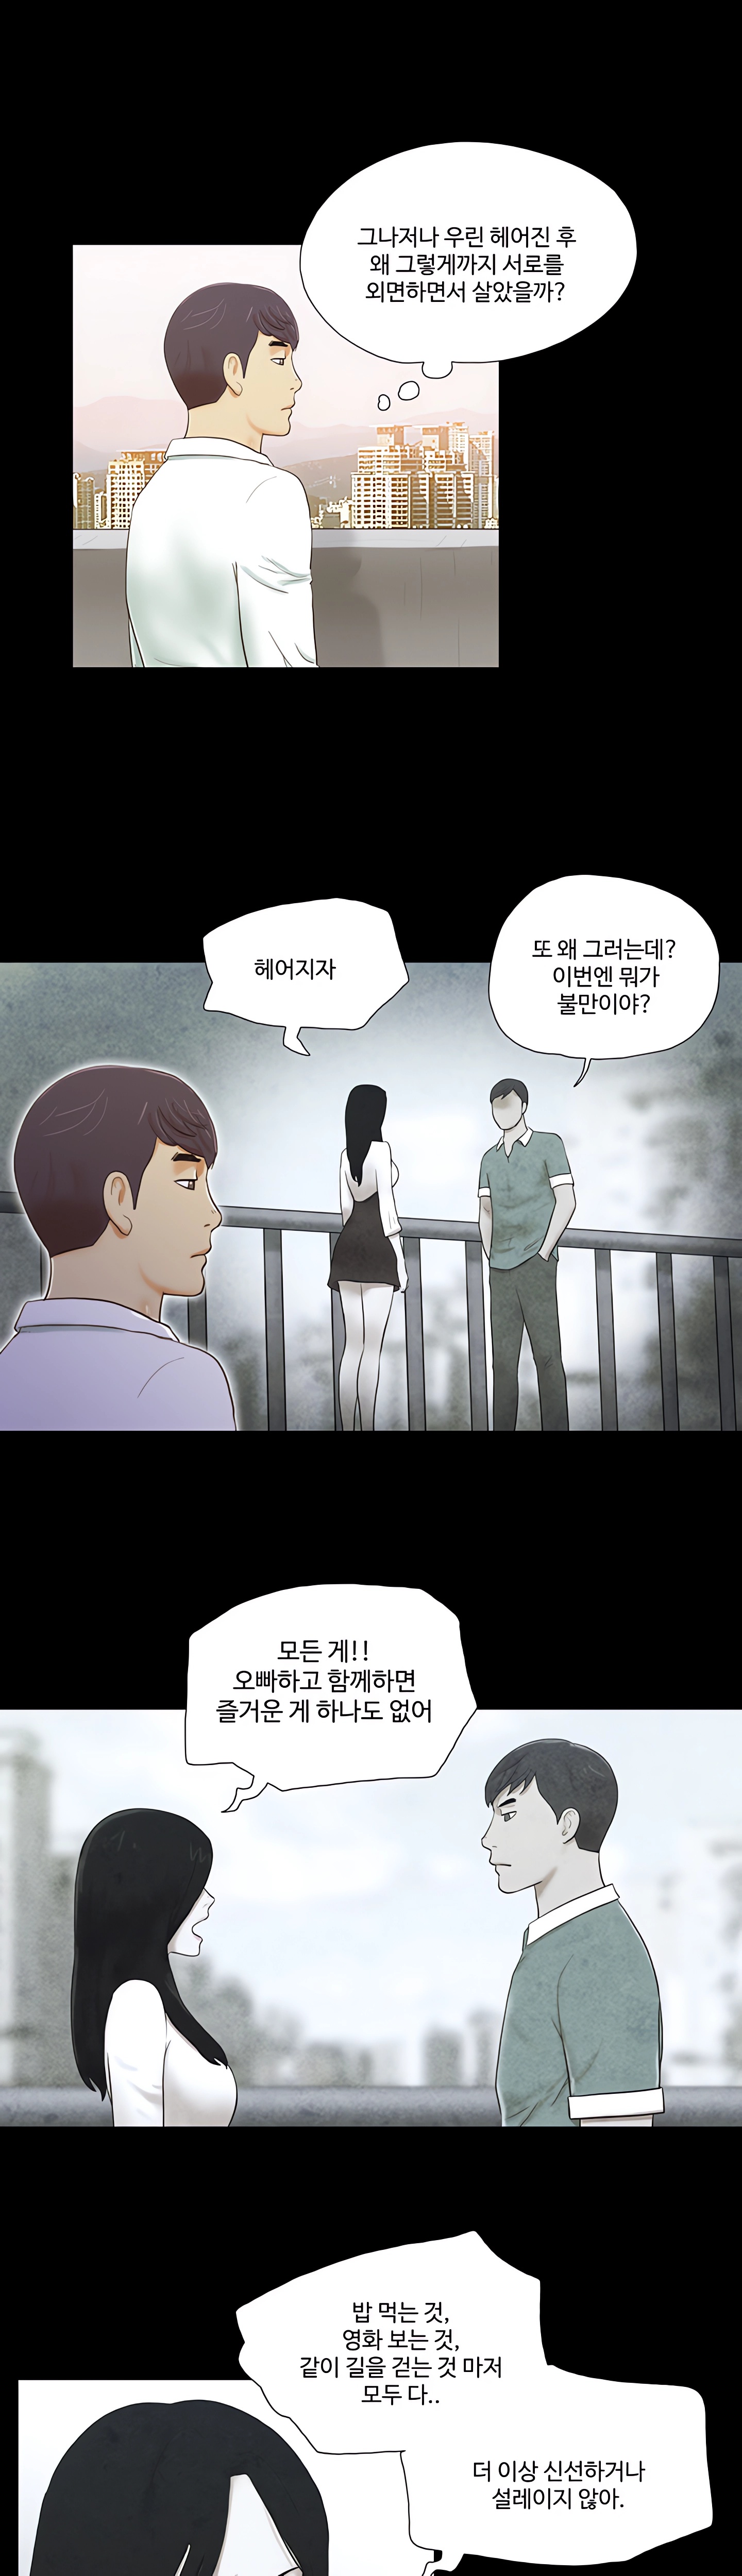 그나저나 우린 헤어진 후
왜 그렇게까지 서로를
외면하면서 살았을까?
헤어지자
또 왜 그러는데?
이번엔 뭐가
불만이야?
모든 게!!
오빠하고 함께하면
즐거운 게 하나도 없어
밥 먹는 것,
영화 보는 것,
같이 길을 걷는 것 마저
모두 다..
더 이상 신선하거나
설레이지 않아.